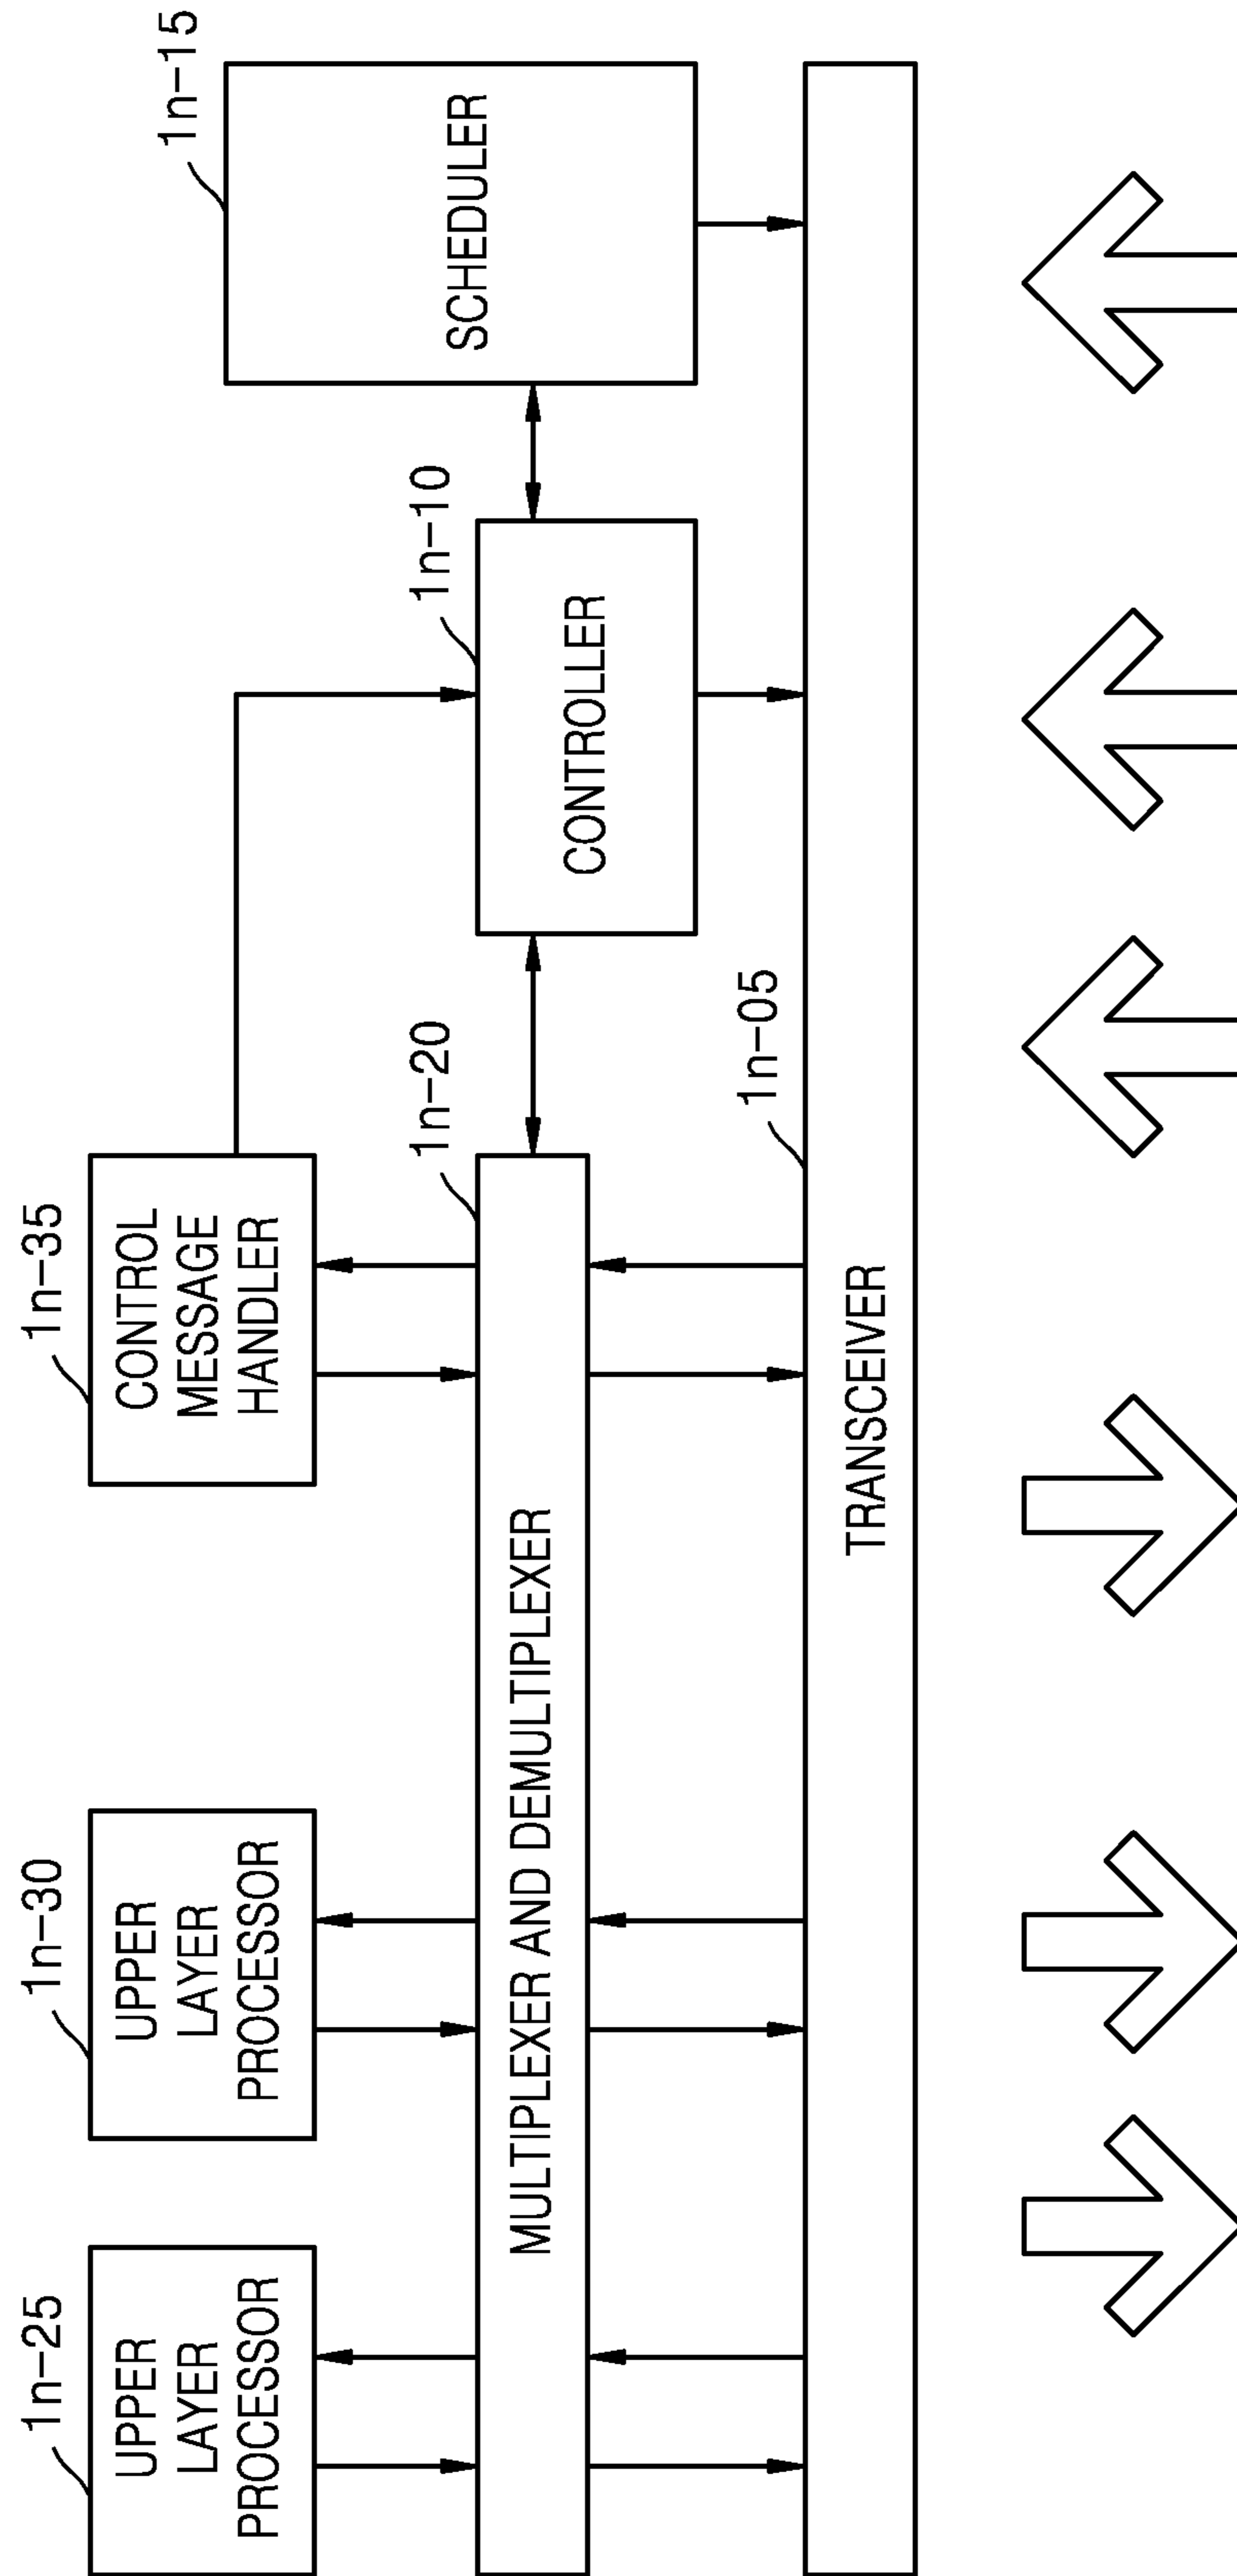 1n-25
UPPER
LAYER
PROCESSOR
1n-30
UPPER
LAYER
PROCESSOR
1n-35
CONTROL
MESSAGE
HANDLER
1n-15
SCHEDULER
1n-20
MULTIPLEXER AND DEMULTIPLEXER
1n-10
CONTROLLER
1n-05
TRANSCEIVER